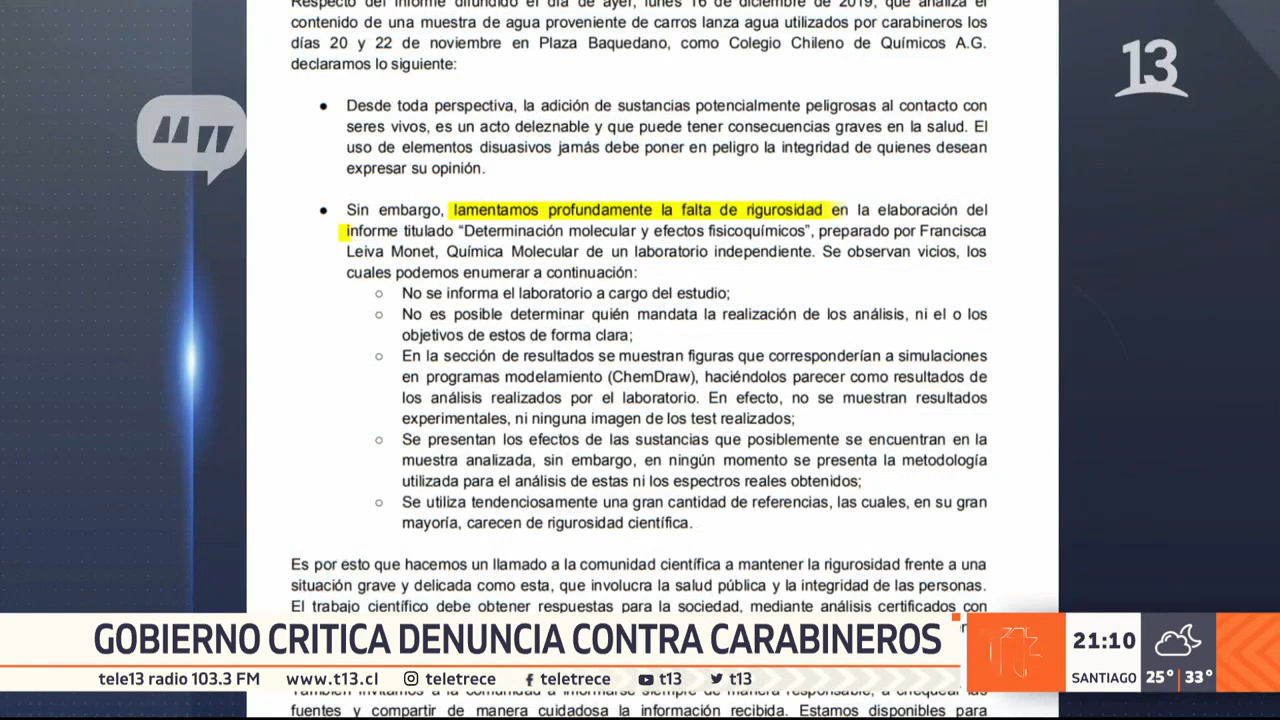 Respecto del informe difundido el día de ayer, lunes 16 de diciembre de 2019, que analiza el
contenido de una muestra de agua proveniente de carros lanza agua utilizados por carabineros los
días 20 y 22 de noviembre en Plaza Baquedano, como Colegio Chileno de Químicos A.G.
declaramos lo siguiente:
13
● Desde toda perspectiva, la adición de sustancias potencialmente peligrosas al contacto con
seres vivos, es un acto deleznable y que puede tener consecuencias graves en la salud. El
uso de elementos disuasivos jamás debe poner en peligro la integridad de quienes desean
expresar su opinión.
● Sin embargo, lamentamos profundamente la falta de rigurosidad en la elaboración del
informe titulado “Determinación molecular y efectos fisicoquímicos”, preparado por Francisca
Leiva Monet, Química Molecular de un laboratorio independiente. Se observan vicios, los
cuales podemos enumerar a continuación:
○ No se informa el laboratorio a cargo del estudio;
○ No es posible determinar quién mandata la realización de los análisis, ni el o los
objetivos de estos de forma clara;
○ En la sección de resultados se muestran figuras que corresponderían a simulaciones
en programas modelamiento (ChemDraw), haciéndolos parecer como resultados de
los análisis realizados por el laboratorio. En efecto, no se muestran resultados
experimentales, ni ninguna imagen de los test realizados;
○ Se presentan los efectos de las sustancias que posiblemente se encuentran en la
muestra analizada, sin embargo, en ningún momento se presenta la metodología
utilizada para el análisis de estas ni los espectros reales obtenidos;
○ Se utiliza tendenciosamente una gran cantidad de referencias, las cuales, en su gran
mayoría, carecen de rigurosidad científica.
Es por esto que hacemos un llamado a la comunidad científica a mantener la rigurosidad frente a una
situación grave y delicada como esta, que involucra la salud pública y la integridad de las personas.
El trabajo científico debe obtener respuestas para la sociedad, mediante análisis certificados con
GOBIERNO CRITICA DENUNCIA CONTRA CARABINEROS
21:10
tele13 radio 103.3 FM www.t13.cl teletrece teletrece t13 t13
SANTIAGO 25° 33°
También invitamos a la comunidad a informarse siempre de manera responsable, a chequear las
fuentes y compartir de manera cuidadosa la información recibida. Estamos disponibles para